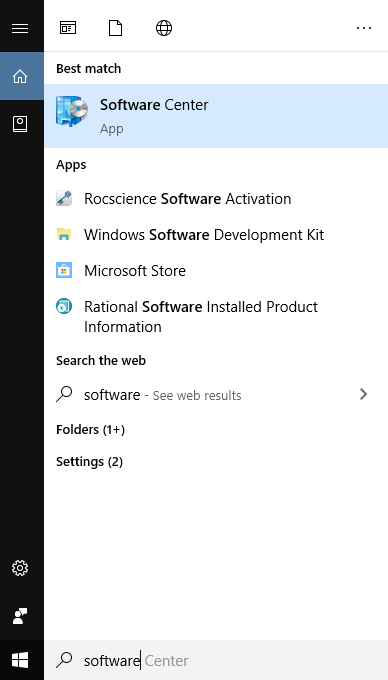 Best match
Software Center
App
Apps
Rocscience Software Activation
Windows Software Development Kit
Microsoft Store
Rational Software Installed Product
Information
Search the web
software - See web results
Folders (1+)
Settings (2)
software Center